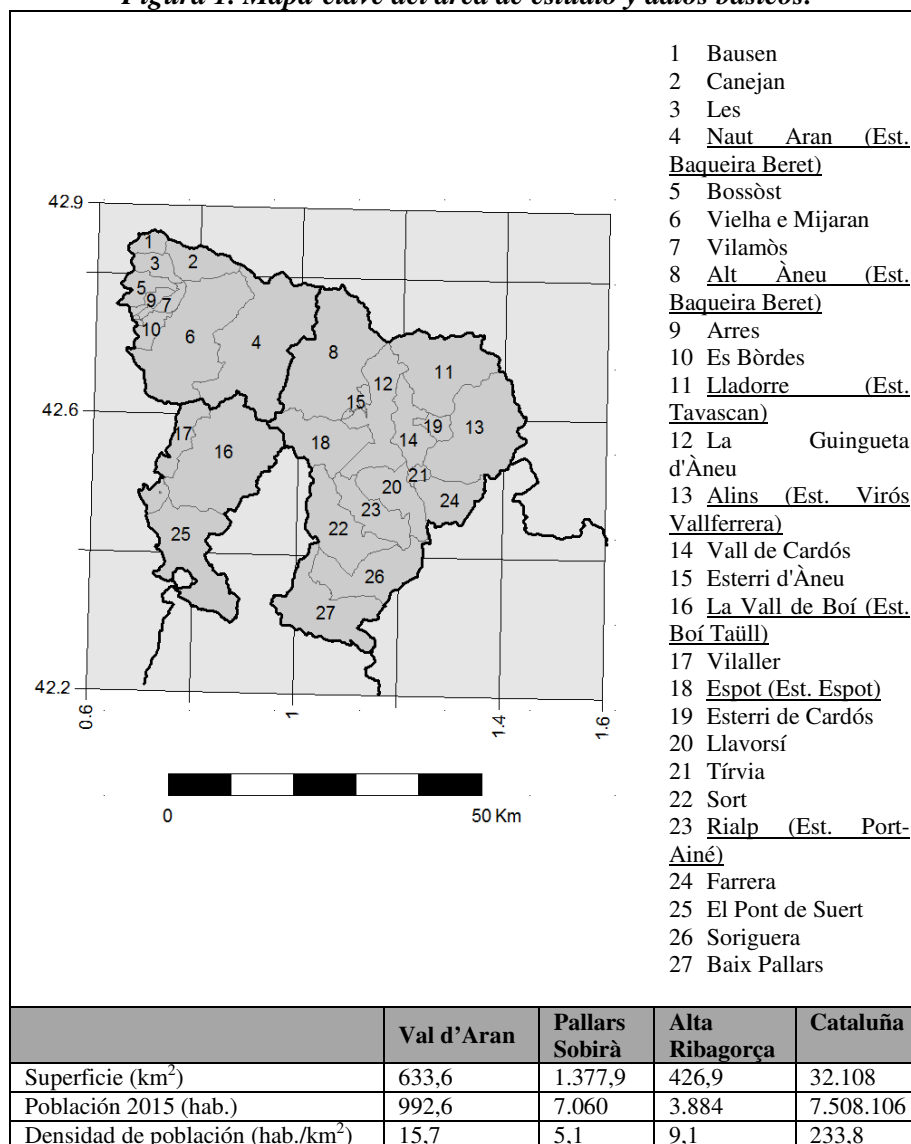 Figura 1. Mapa clave del área de estudio y datos básicos.
1 Bausen
2 Canejan
3 Les
4 Naut Aran (Est.
Baqueira Beret)
5 Bossòst
6 Vielha e Mijaran
7 Vilamòs
8 Alt Àneu (Est.
Baqueira Beret)
9 Arres
10 Es Bòrdes
11 Lladorre (Est.
Tavascan)
12 La Guingueta
d'Àneu
13 Alins (Est. Virós
Vallferrera)
14 Vall de Cardós
15 Esterri d'Àneu
16 La Vall de Boí (Est.
Boí Taüll)
17 Vilaller
18 Espot (Est. Espot)
19 Esterri de Cardós
20 Llavorsí
21 Tírvia
22 Sort
23 Rialp (Est. Port-
Ainé)
24 Farrera
25 El Pont de Suert
26 Soriguera
27 Baix Pallars
42.9
1
3 2
5
9 7
10 6 4 8
12 11
42.6
15
17 16 18 14 19 13
21
20 24
23
25 22
26
27
42.2
0.6 1 1.4 1.6
0 50 Km
Val d'Aran Pallars Sobirà Alta Ribagorça Cataluña
Superficie (km²) 633,6 1.377,9 426,9 32.108
Población 2015 (hab.) 992,6 7.060 3.884 7.508.106
Densidad de población (hab./km²) 15,7 5,1 9,1 233,8